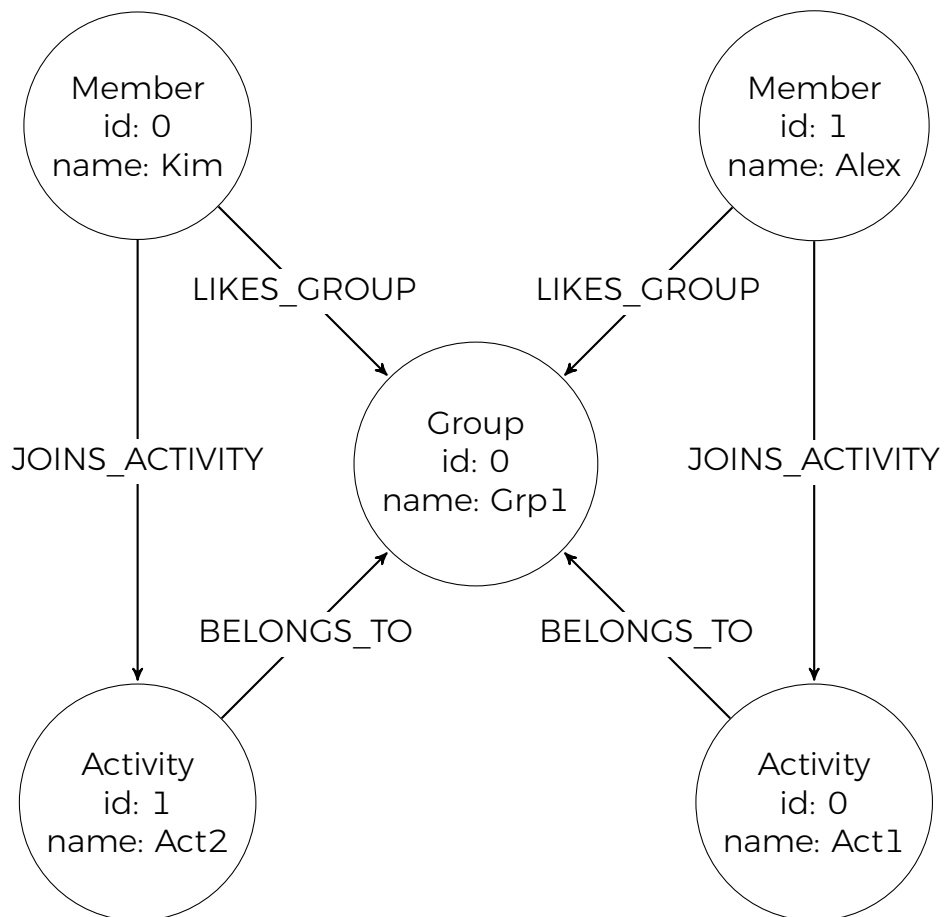 Member
id: 0
name: Kim
Member
id: 1
name: Alex
LIKES_GROUP
LIKES_GROUP
Group
id: 0
name: Grp1
JOINS_ACTIVITY
JOINS_ACTIVITY
BELONGS_TO
BELONGS_TO
Activity
id: 1
name: Act2
Activity
id: 0
name: Act1